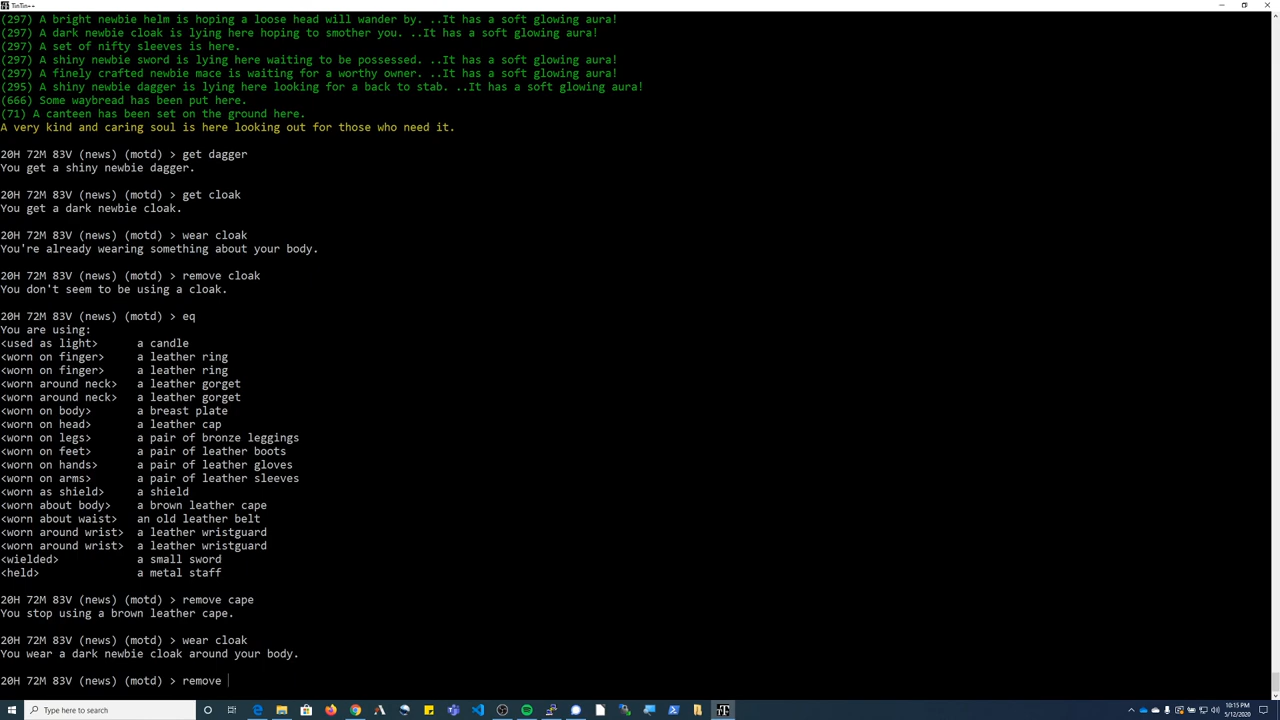 TinTin++
(297) A bright newbie helm is hoping a loose head will wander by. ..It has a soft glowing aura!
(297) A dark newbie cloak is lying here hoping to smother you. ..It has a soft glowing aura!
(297) A set of nifty sleeves is here.
(297) A shiny newbie sword is lying here waiting to be possessed. ..It has a soft glowing aura!
(297) A finely crafted newbie mace is waiting for a worthy owner. ..It has a soft glowing aura!
(295) A shiny newbie dagger is lying here looking for a back to stab. ..It has a soft glowing aura!
(666) Some waybread has been put here.
(71) A canteen has been set on the ground here.
A very kind and caring soul is here looking out for those who need it.
20H 72M 83V (news) (motd) > get dagger
You get a shiny newbie dagger.
20H 72M 83V (news) (motd) > get cloak
You get a dark newbie cloak.
20H 72M 83V (news) (motd) > wear cloak
You're already wearing something about your body.
20H 72M 83V (news) (motd) > remove cloak
You don't seem to be using a cloak.
20H 72M 83V (news) (motd) > eq
You are using:
<used as light> a candle
<worn on finger> a leather ring
<worn on finger> a leather ring
<worn around neck> a leather gorget
<worn around neck> a leather gorget
<worn on body> a breast plate
<worn on head> a leather cap
<worn on legs> a pair of bronze leggings
<worn on feet> a pair of leather boots
<worn on hands> a pair of leather gloves
<worn on arms> a pair of leather sleeves
<worn as shield> a shield
<worn about body> a brown leather cape
<worn about waist> an old leather belt
<worn around wrist> a leather wristguard
<worn around wrist> a leather wristguard
<wielded> a small sword
<held> a metal staff
20H 72M 83V (news) (motd) > remove cape
You stop using a brown leather cape.
20H 72M 83V (news) (motd) > wear cloak
You wear a dark newbie cloak around your body.
20H 72M 83V (news) (motd) > remove
Type here to search
10:15 PM
5/12/2020